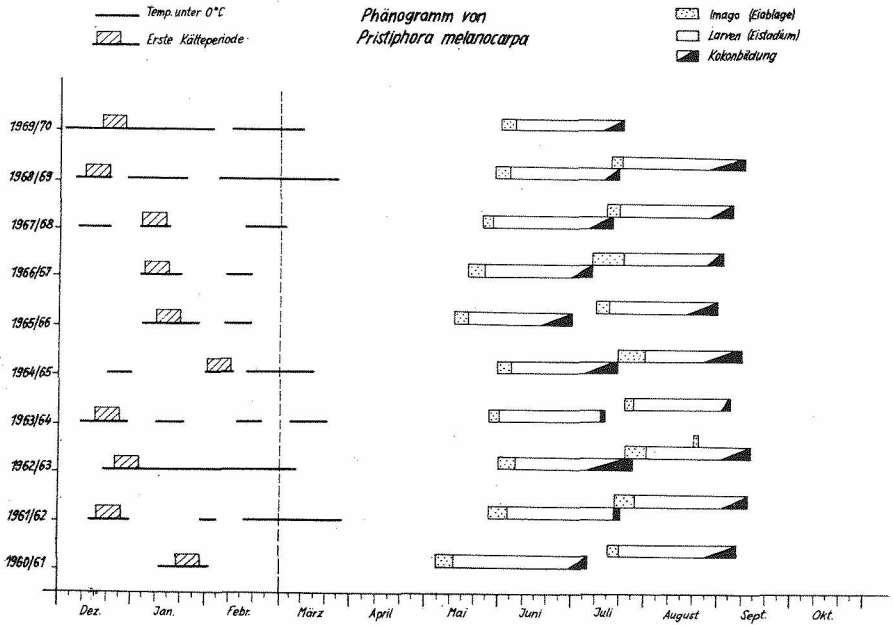 Temp. unter 0°C
Erste Kälteperiode
Phänogramm von
Pristiphora melanocarpa
Imago (Eiablage)
Larven (Eistadium)
Kokonbildung
1969/70
1968/69
1967/68
1966/67
1965/66
1964/65
1963/64
1962/63
1961/62
1960/61
Dez. Jan. Febr. März April Mai Juni Juli August Sept. Okt.